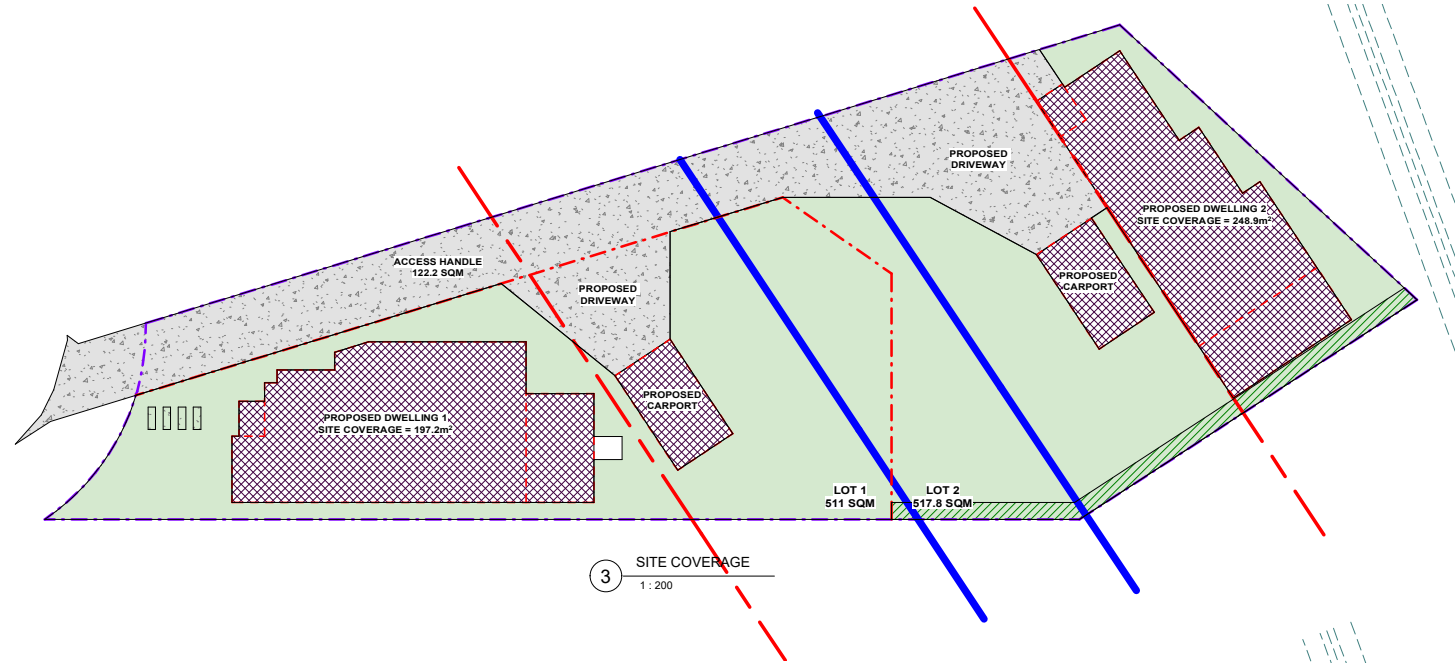 PROPOSED
DRIVEWAY
PROPOSED DWELLING 2
SITE COVERAGE = 248.9m²
ACCESS HANDLE
122.2 SQM
PROPOSED
DRIVEWAY
PROPOSED
CARPORT
PROPOSED
CARPORT
PROPOSED DWELLING 1
SITE COVERAGE = 197.2m²
LOT 1
511 SQM
LOT 2
517.8 SQM
3
SITE COVERAGE
1 : 200